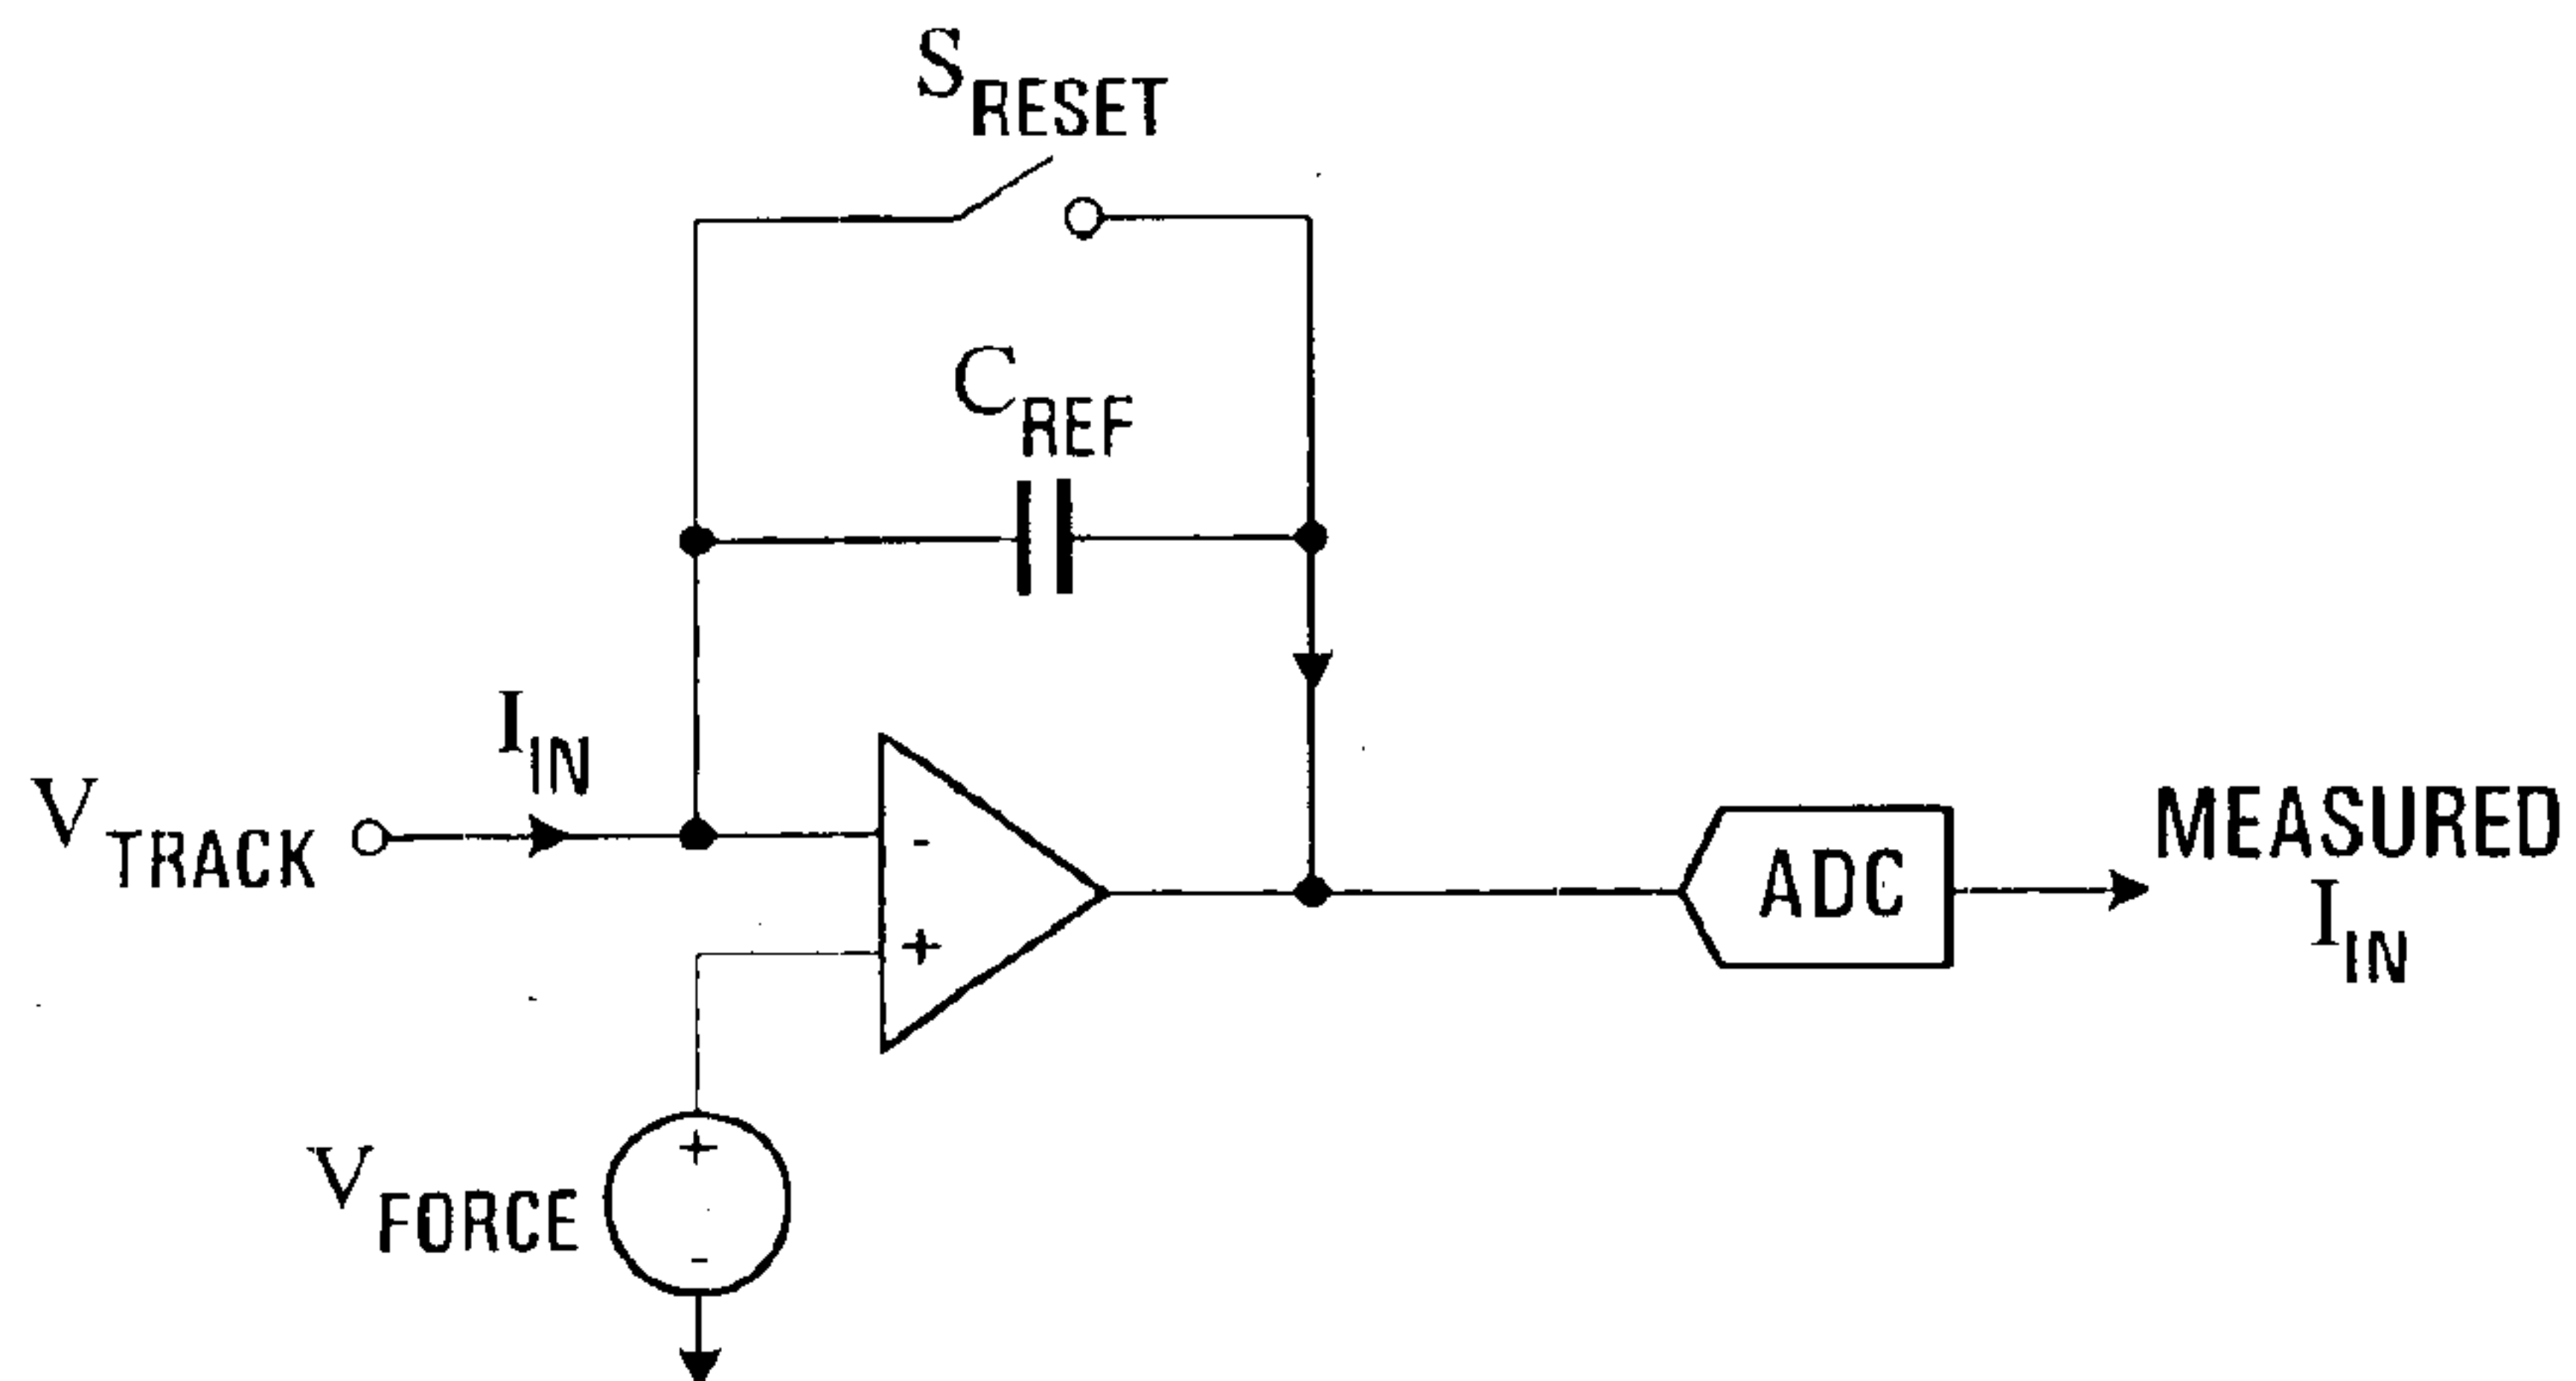 S_RESET
C_REF
I_IN
V_TRACK
-
+
ADC
MEASURED
I_IN
V_FORCE
+
-